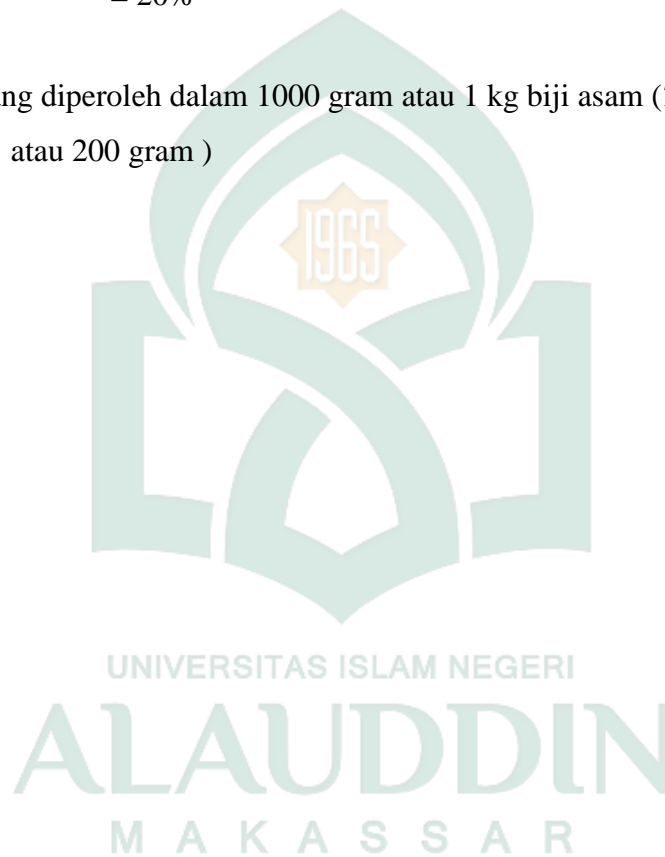 = 20%
ng diperoleh dalam 1000 gram atau 1 kg biji asam (
atau 200 gram )
1965
UNIVERSITAS ISLAM NEGERI
ALAUDDIN
MAKASSAR